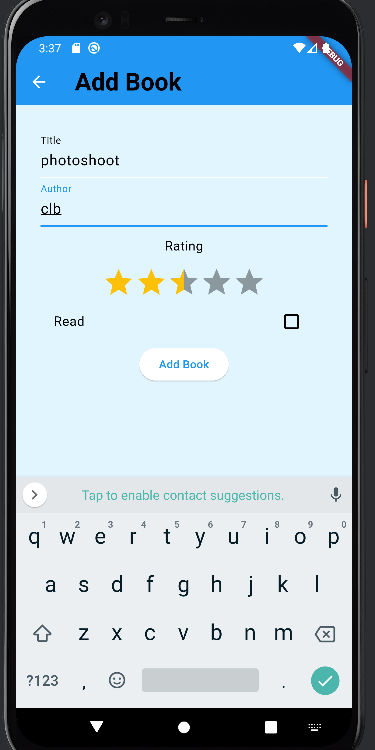 3:37
DEBUG
Add Book
Title
photoshoot
Author
clb
Rating
Read
Add Book
Tap to enable contact suggestions.
1 2 3 4 5 6 7 8 9 0
q w e r t y u i o p
a s d f g h j k l
z x c v b n m
?123 , .